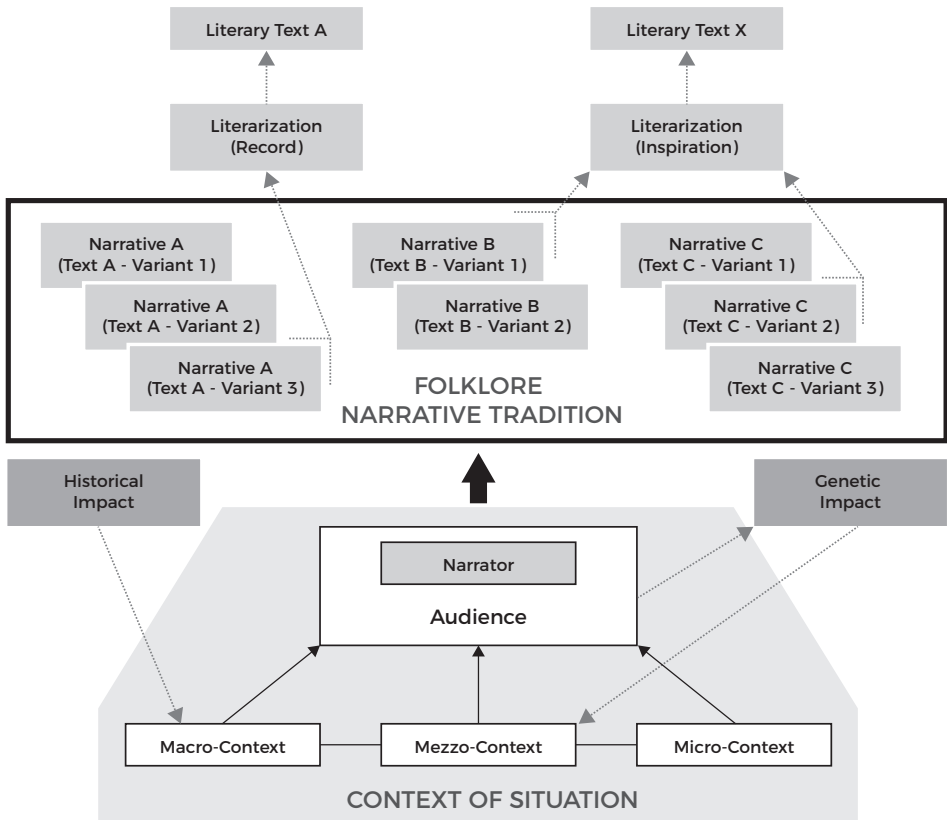 Literary Text A
Literary Text X
Literarization
(Record)
Literarization
(Inspiration)
Narrative A
(Text A - Variant 1)
Narrative A
(Text A - Variant 2)
Narrative A
(Text A - Variant 3)
Narrative B
(Text B - Variant 1)
Narrative B
(Text B - Variant 2)
Narrative C
(Text C - Variant 1)
Narrative C
(Text C - Variant 2)
Narrative C
(Text C - Variant 3)
FOLKLORE
NARRATIVE TRADITION
Historical
Impact
Genetic
Impact
Narrator
Audience
Macro-Context
Mezzo-Context
Micro-Context
CONTEXT OF SITUATION